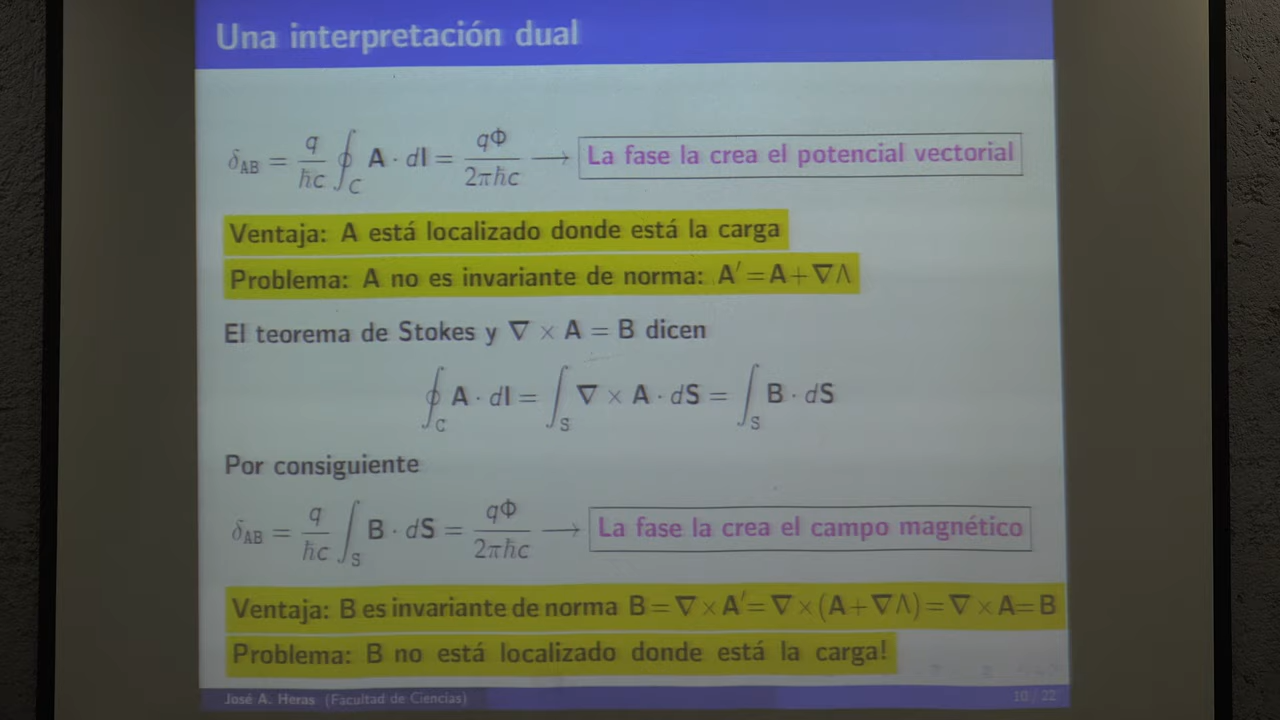 Una interpretación dual
δ_AB = q/ħc ∮_C A · dl = qΦ/2πħc ⟶ La fase la crea el potencial vectorial
Ventaja: A está localizado donde está la carga
Problema: A no es invariante de norma: A′ = A + ∇Λ
El teorema de Stokes y ∇ × A = B dicen
∮_C A · dl = ∫_S ∇ × A · dS = ∫_S B · dS
Por consiguiente
δ_AB = q/ħc ∫_S B · dS = qΦ/2πħc ⟶ La fase la crea el campo magnético
Ventaja: B es invariante de norma B = ∇ × A′ = ∇ × (A + ∇Λ) = ∇ × A = B
Problema: B no está localizado donde está la carga!
José A. Heras (Facultad de Ciencias) 10 / 22